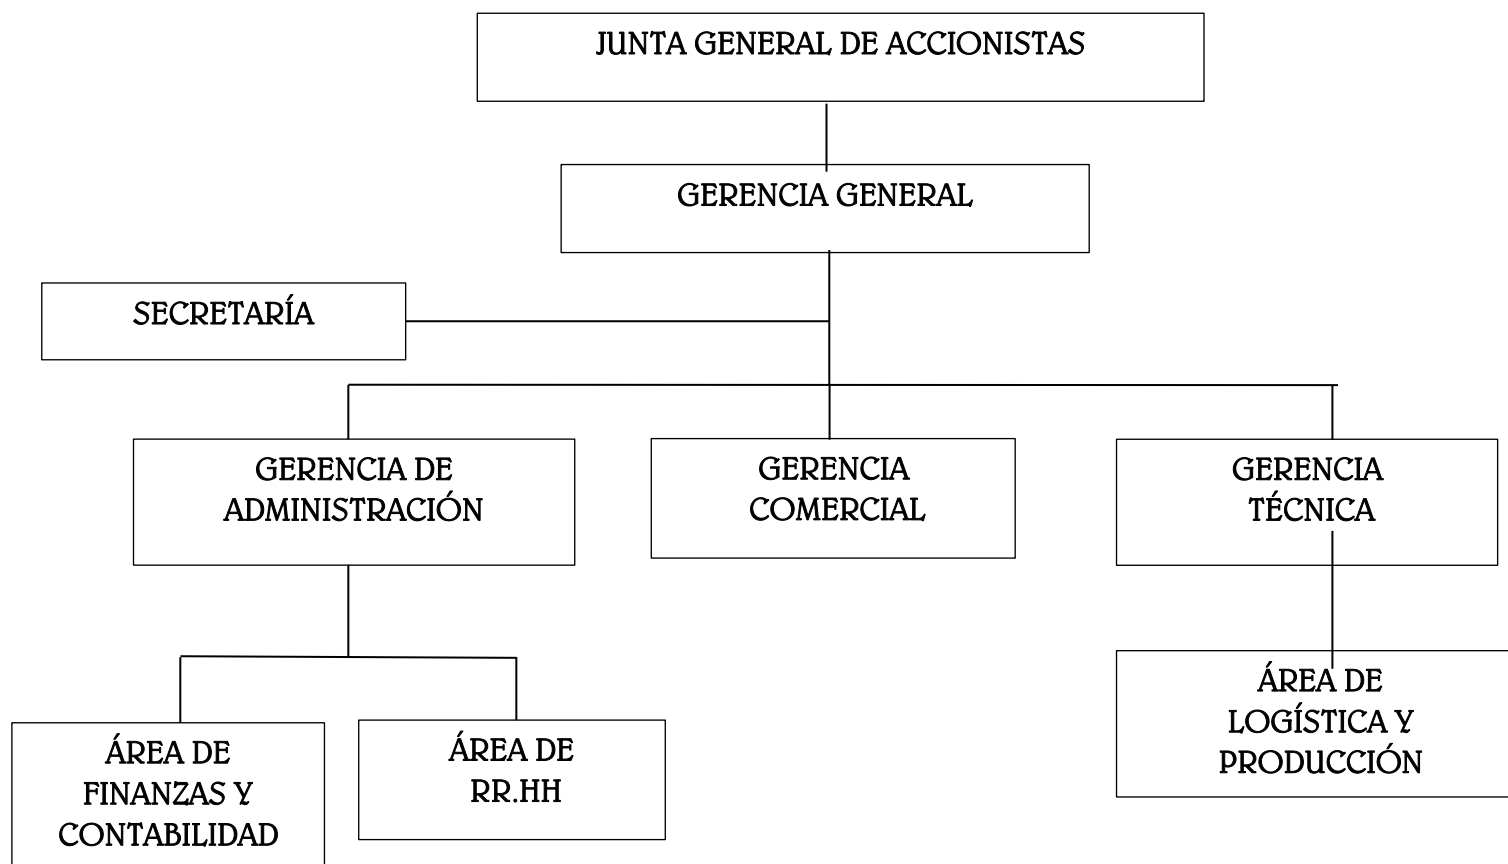 JUNTA GENERAL DE ACCIONISTAS
GERENCIA GENERAL
SECRETARÍA
GERENCIA DE
ADMINISTRACIÓN
GERENCIA
COMERCIAL
GERENCIA
TÉCNICA
ÁREA DE
FINANZAS Y
CONTABILIDAD
ÁREA DE
RR.HH
ÁREA DE
LOGÍSTICA Y
PRODUCCIÓN